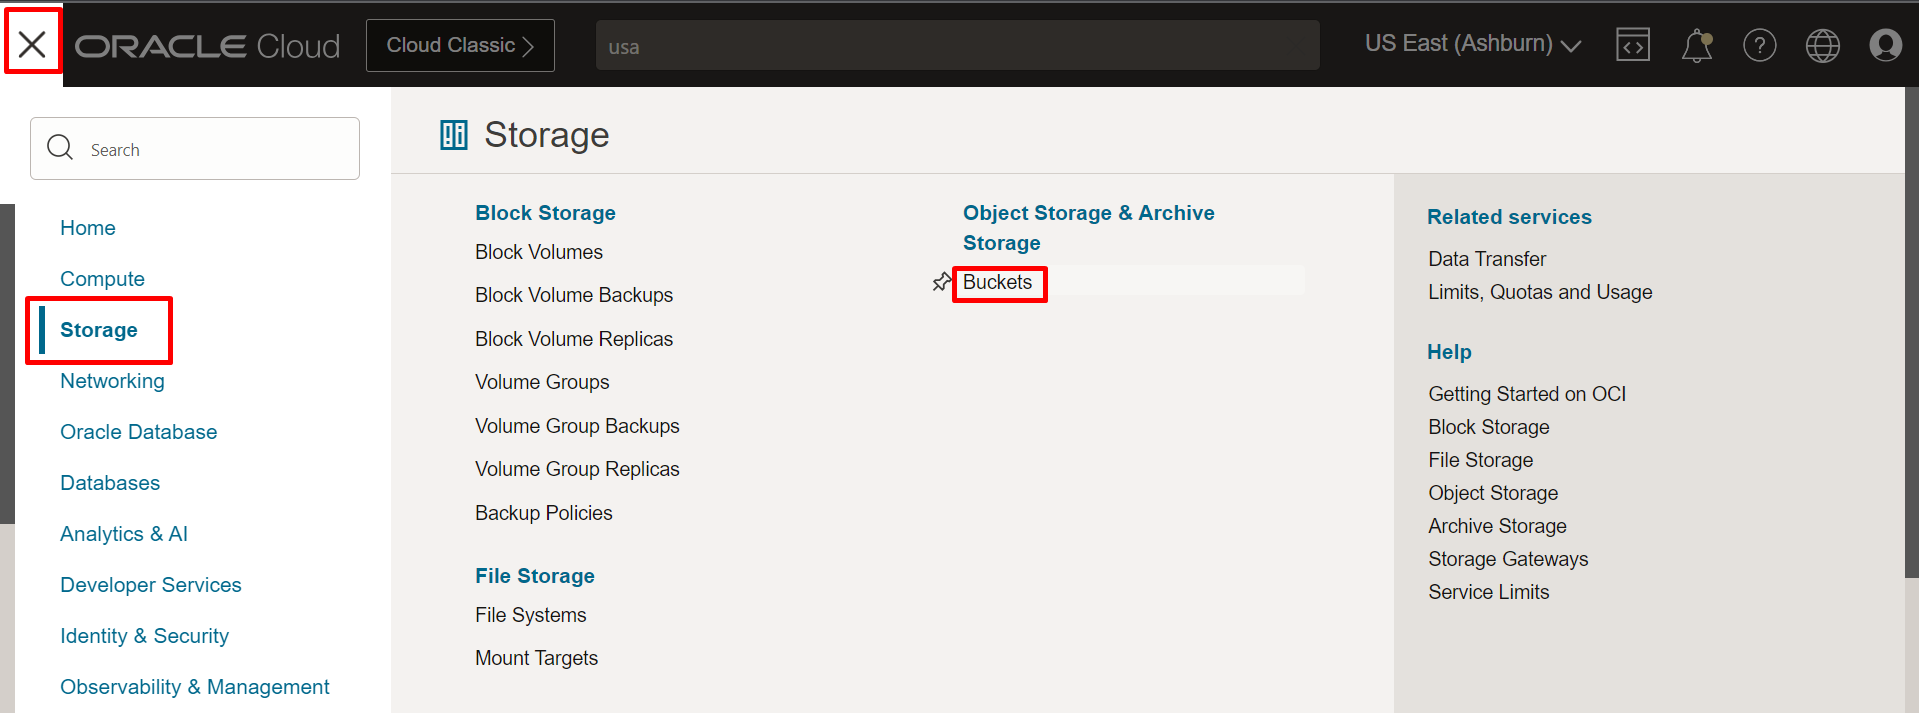 ORACLE Cloud
Cloud Classic
usa
US East (Ashburn)
Search
Home
Compute
Storage
Networking
Oracle Database
Databases
Analytics & AI
Developer Services
Identity & Security
Observability & Management
Storage
Block Storage
Block Volumes
Block Volume Backups
Block Volume Replicas
Volume Groups
Volume Group Backups
Volume Group Replicas
Backup Policies
File Storage
File Systems
Mount Targets
Object Storage & Archive
Storage
Buckets
Related services
Data Transfer
Limits, Quotas and Usage
Help
Getting Started on OCI
Block Storage
File Storage
Object Storage
Archive Storage
Storage Gateways
Service Limits